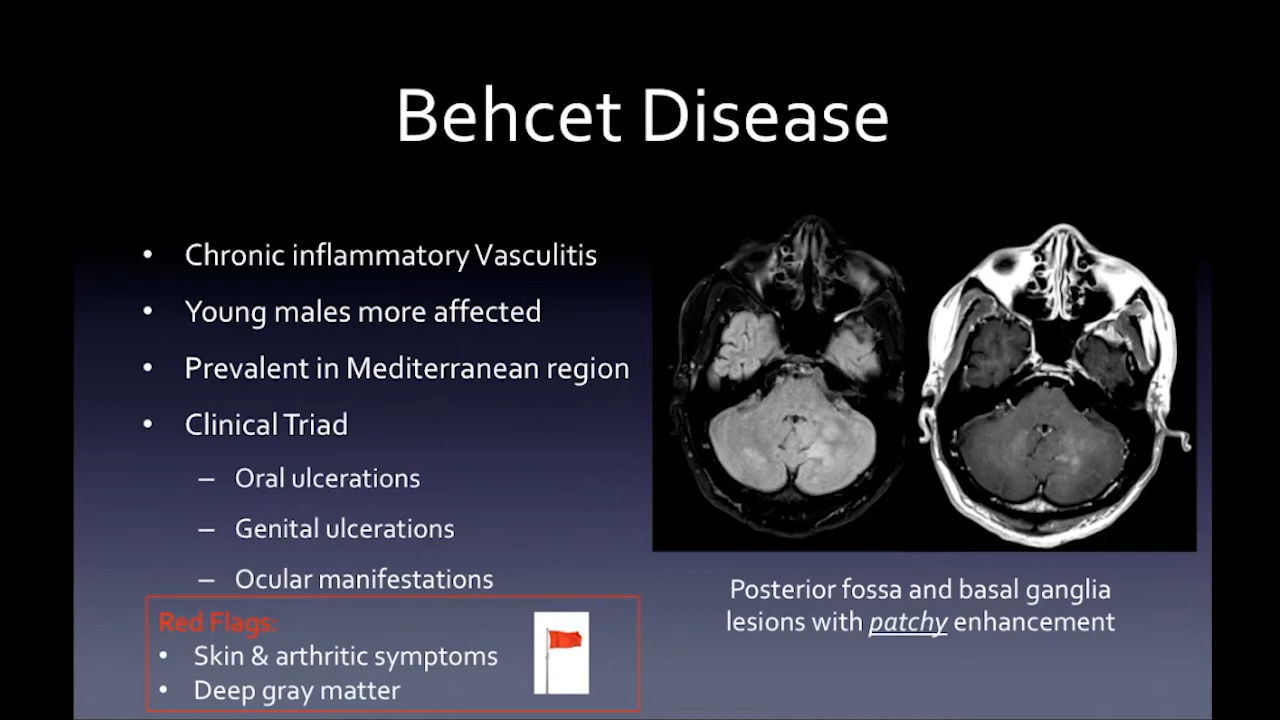 Behcet Disease
• Chronic inflammatory Vasculitis
• Young males more affected
• Prevalent in Mediterranean region
• Clinical Triad
– Oral ulcerations
– Genital ulcerations
– Ocular manifestations
Red Flags:
• Skin & arthritic symptoms
• Deep gray matter
Posterior fossa and basal ganglia
lesions with patchy enhancement